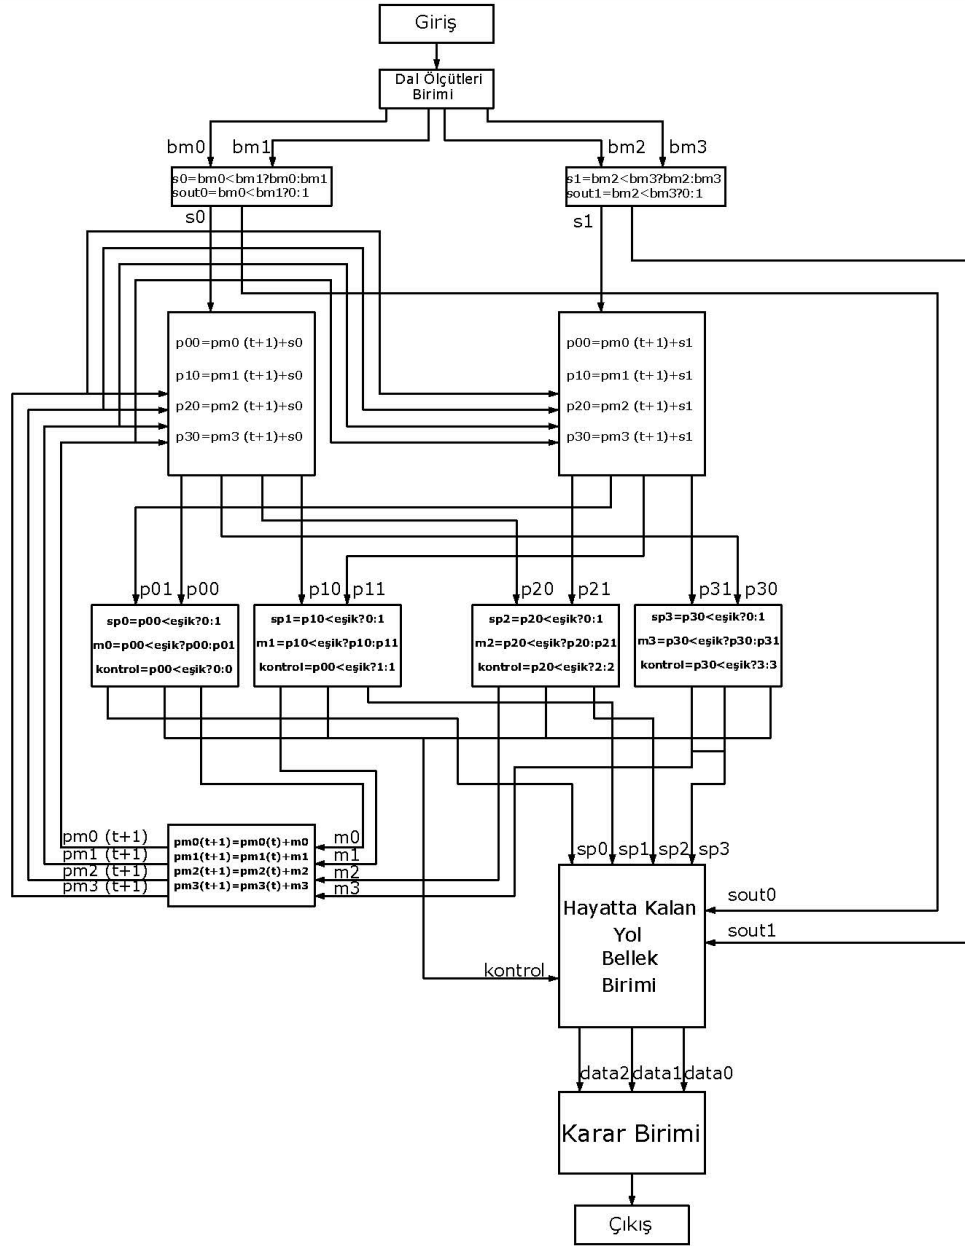 Giriş
Dal Ölçütleri
Birimi
bm0
bm1
bm2
bm3
s0=bm0<bm1?bm0:bm1
sout0=bm0<bm1?0:1
s1=bm2<bm3?bm2:bm3
sout1=bm2<bm3?0:1
s0
s1
p00=pm0 (t+1)+s0
p10=pm1 (t+1)+s0
p20=pm2 (t+1)+s0
p30=pm3 (t+1)+s0
p00=pm0 (t+1)+s1
p10=pm1 (t+1)+s1
p20=pm2 (t+1)+s1
p30=pm3 (t+1)+s1
p01
p00
p10
p11
p20
p21
p31
p30
sp0=p00<eşik?0:1
m0=p00<eşik?p00:p01
kontrol=p00<eşik?0:0
sp1=p10<eşik?0:1
m1=p10<eşik?p10:p11
kontrol=p00<eşik?1:1
sp2=p20<eşik?0:1
m2=p20<eşik?p20:p21
kontrol=p20<eşik?2:2
sp3=p30<eşik?0:1
m3=p30<eşik?p30:p31
kontrol=p30<eşik?3:3
pm0 (t+1)
pm1 (t+1)
pm2 (t+1)
pm3 (t+1)
pm0(t+1)=pm0(t)+m0
pm1(t+1)=pm1(t)+m1
pm2(t+1)=pm2(t)+m2
pm3(t+1)=pm3(t)+m3
m0
m1
m2
m3
sp0
sp1
sp2
sp3
Hayatta Kalan
Yol
Bellek
Birimi
sout0
sout1
kontrol
data2
data1
data0
Karar Birimi
Çıkış